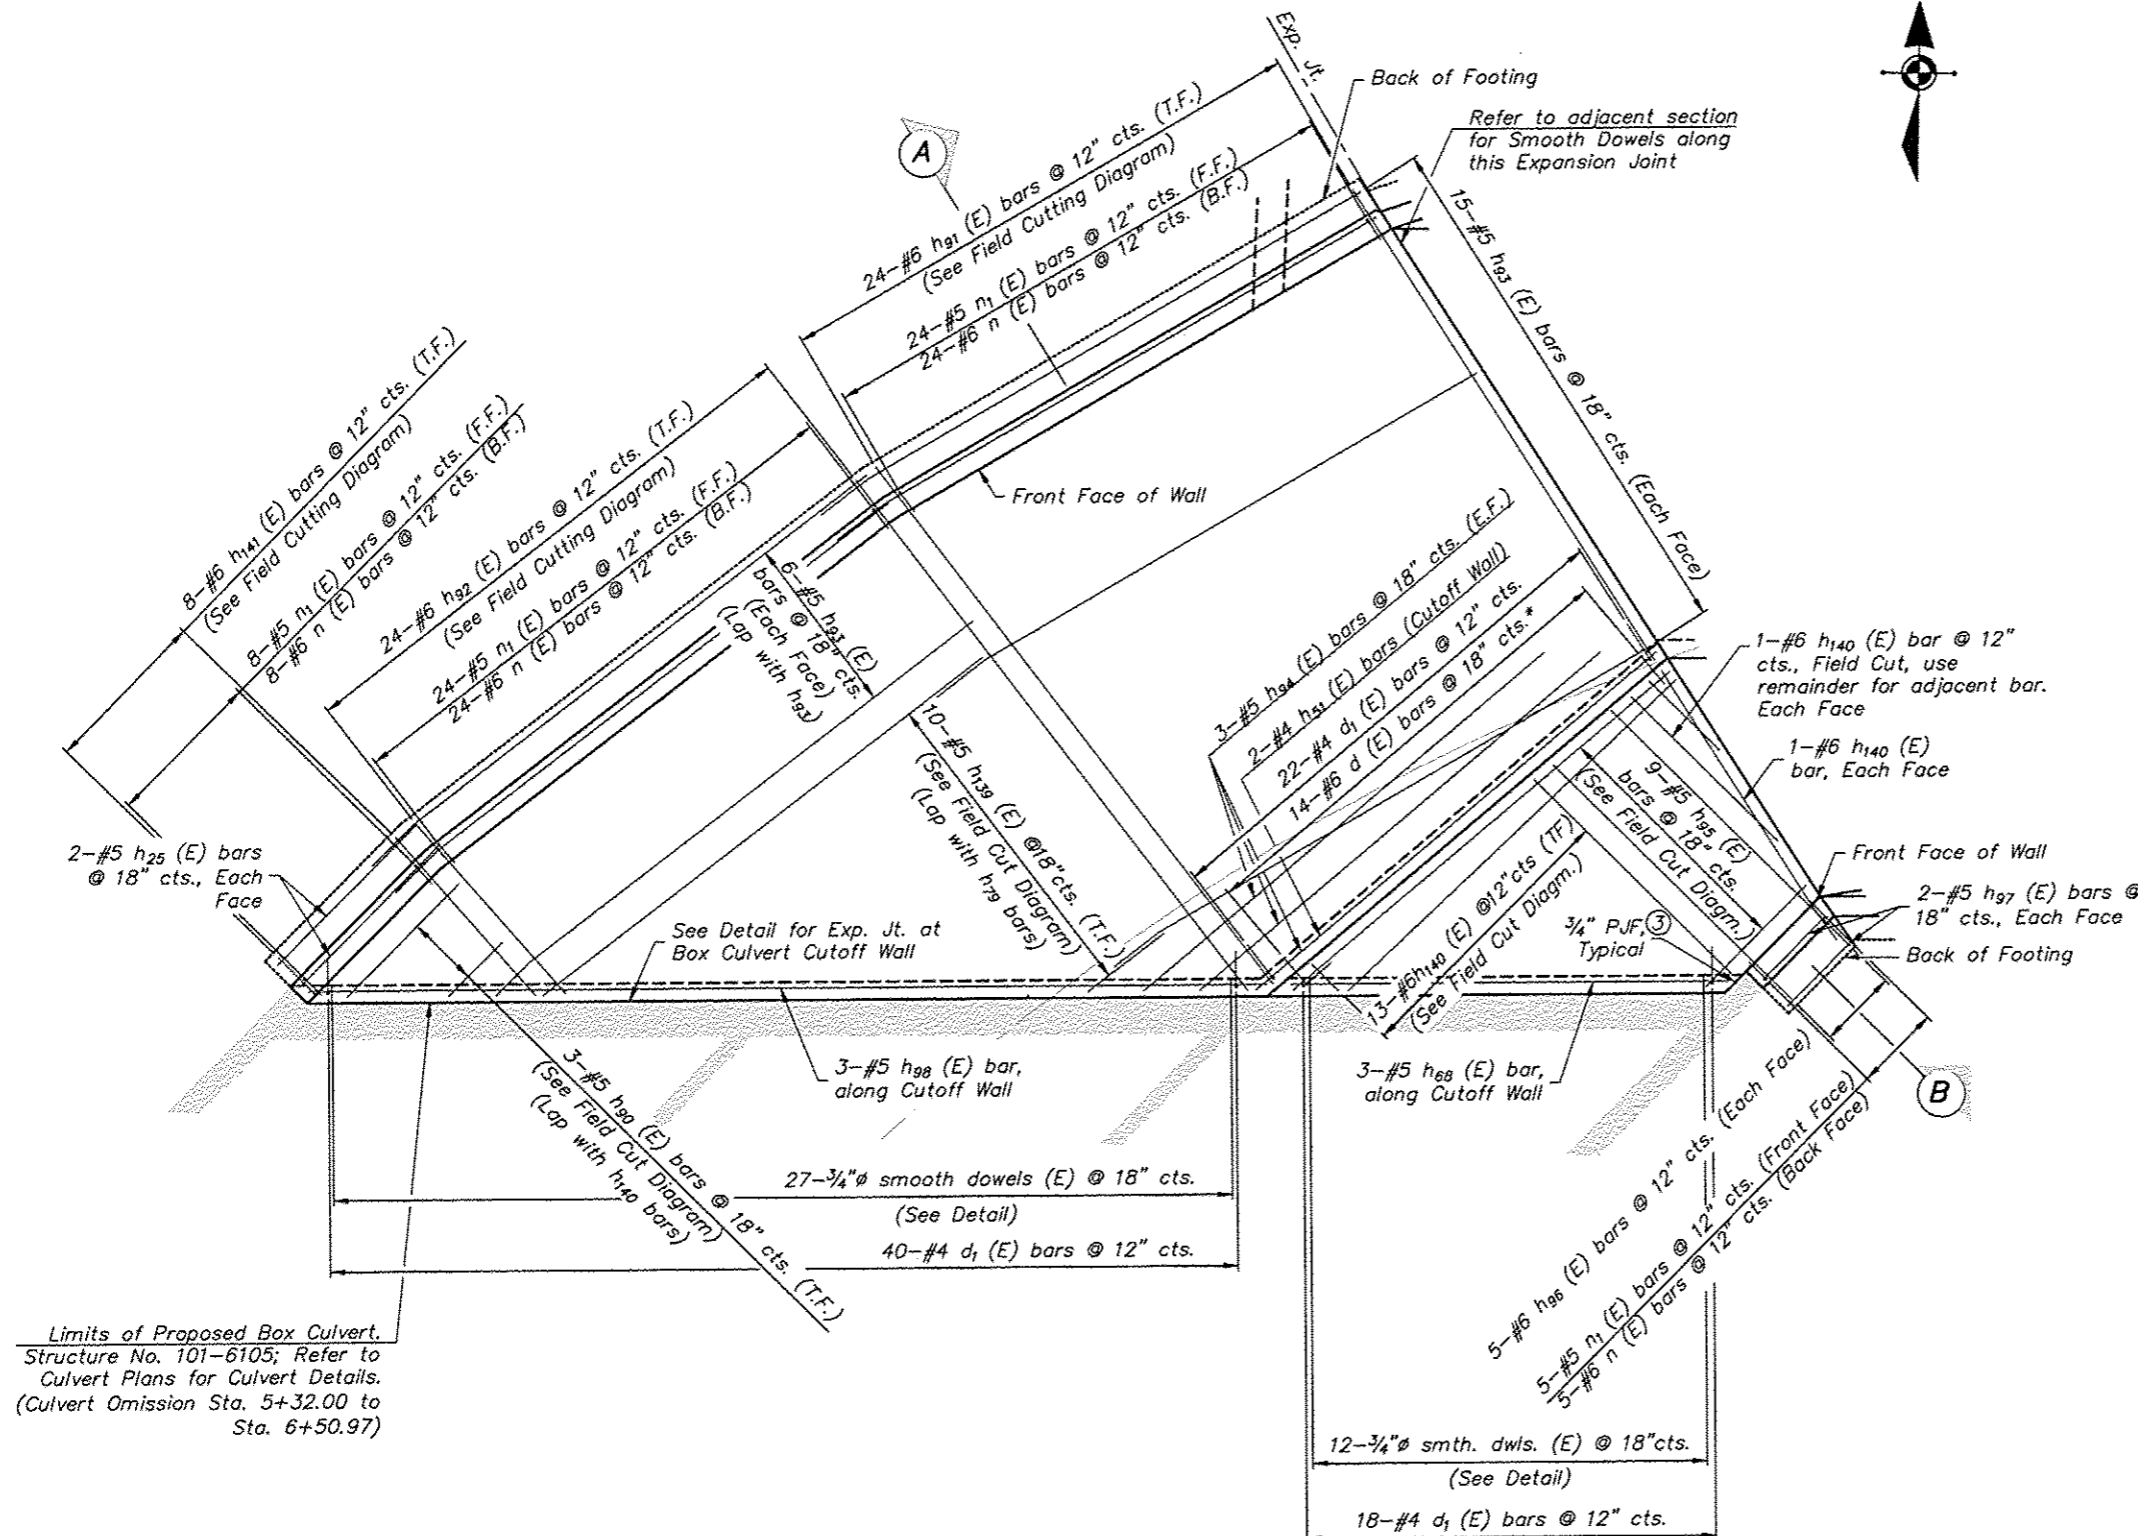 Exp. Jt.
Back of Footing
Refer to adjacent section
for Smooth Dowels along
this Expansion Joint
A
24-#6 h91 (E) bars @ 12" cts. (T.F.)
(See Field Cutting Diagram)
24-#5 n1 (E) bars @ 12" cts. (F.F.)
24-#6 n (E) bars @ 12" cts. (B.F.)
15-#5 h93 (E) bars @ 18" cts. (Each Face)
8-#6 h141 (E) bars @ 12" cts. (T.F.)
(See Field Cutting Diagram)
8-#5 n1 (E) bars @ 12" cts. (F.F.)
8-#6 n (E) bars @ 12" cts. (B.F.)
24-#6 h92 (E) bars @ 12" cts. (T.F.)
(See Field Cutting Diagram)
24-#5 n1 (E) bars @ 12" cts. (F.F.)
24-#6 n (E) bars @ 12" cts. (B.F.)
Front Face of Wall
6-#5 h93 (E)
bars @ 18" cts.
(Each Face)
(Lap with h93)
3-#5 h94 (E) bars @ 18" cts. (E.F.)
2-#4 h51 (E) bars (Cutoff Wall)
22-#4 d1 (E) bars @ 12" cts.
14-#6 d (E) bars @ 18" cts.*
1-#6 h140 (E) bar @ 12"
cts., Field Cut, use
remainder for adjacent bar.
Each Face
1-#6 h140 (E)
bar, Each Face
10-#5 h139 (E) @18"cts. (T.F.)
(See Field Cut Diagram)
(Lap with h79 bars)
9-#5 h95 (E)
bars @ 18" cts.
(See Field Cut Diagm.)
Front Face of Wall
2-#5 h97 (E) bars @
18" cts., Each Face
Back of Footing
2-#5 h25 (E) bars
@ 18" cts., Each
Face
See Detail for Exp. Jt. at
Box Culvert Cutoff Wall
3/4" PJF, 3
Typical
13-#6h140 (E) @12"cts (TF)
(See Field Cut Diagm.)
3-#5 h98 (E) bar,
along Cutoff Wall
3-#5 h68 (E) bar,
along Cutoff Wall
B
3-#5 h90 (E) bars @ 18" cts. (T.F.)
(See Field Cut Diagram)
(Lap with h140 bars)
27-3/4"ø smooth dowels (E) @ 18" cts.
(See Detail)
40-#4 d1 (E) bars @ 12" cts.
5-#6 h96 (E) bars @ 12" cts. (Each Face)
5-#5 n1 (E) bars @ 12" cts. (Front Face)
5-#6 n (E) bars @ 12" cts. (Back Face)
Limits of Proposed Box Culvert.
Structure No. 101-6105; Refer to
Culvert Plans for Culvert Details.
(Culvert Omission Sta. 5+32.00 to
Sta. 6+50.97)
12-3/4"ø smth. dwls. (E) @ 18"cts.
(See Detail)
18-#4 d1 (E) bars @ 12" cts.